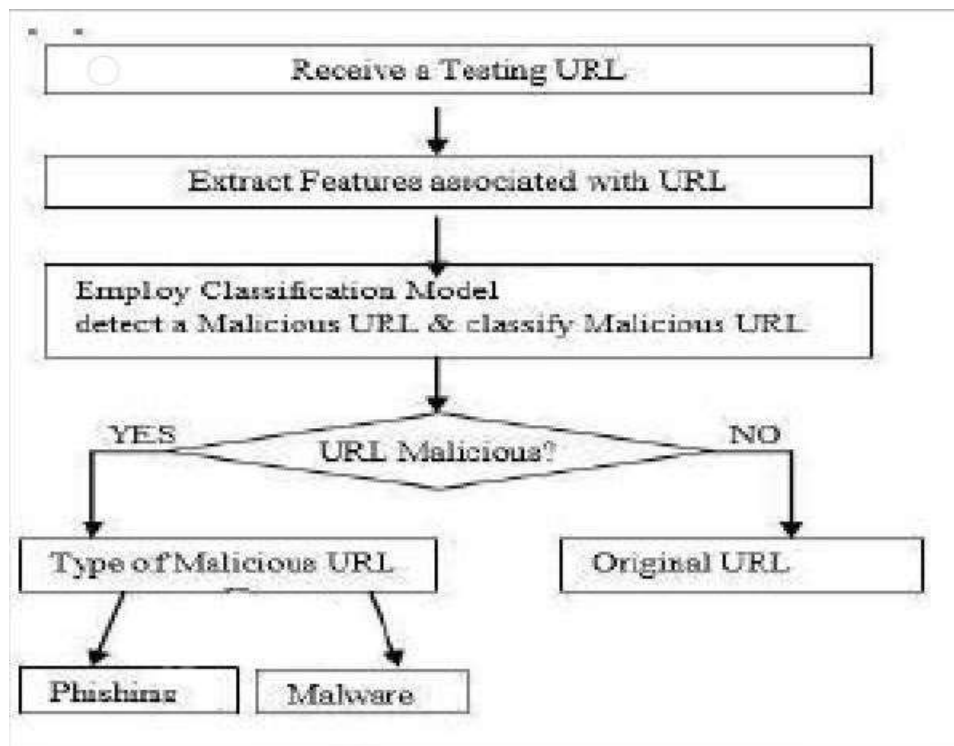 Receive a Testing URL
Extract Features associated with URL
Employ Classification Model
detect a Malicious URL & classify Malicious URL
YES
URL Malicious?
NO
Type of Malicious URL
Original URL
Phishing
Malware